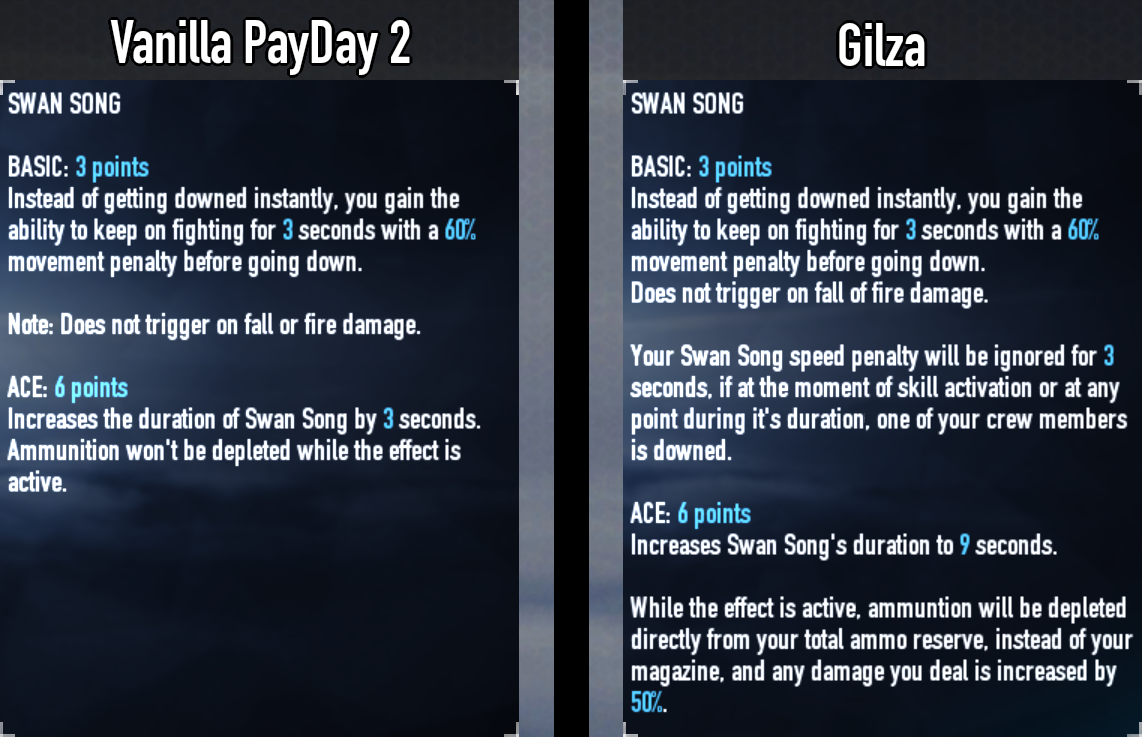 Vanilla PayDay 2
SWAN SONG
BASIC: 3 points
Instead of getting downed instantly, you gain the
ability to keep on fighting for 3 seconds with a 60%
movement penalty before going down.
Note: Does not trigger on fall or fire damage.
ACE: 6 points
Increases the duration of Swan Song by 3 seconds.
Ammunition won't be depleted while the effect is
active.
Gilza
SWAN SONG
BASIC: 3 points
Instead of getting downed instantly, you gain the
ability to keep on fighting for 3 seconds with a 60%
movement penalty before going down.
Does not trigger on fall of fire damage.
Your Swan Song speed penalty will be ignored for 3
seconds, if at the moment of skill activation or at any
point during it's duration, one of your crew members
is downed.
ACE: 6 points
Increases Swan Song's duration to 9 seconds.
While the effect is active, ammuntion will be depleted
directly from your total ammo reserve, instead of your
magazine, and any damage you deal is increased by
50%.